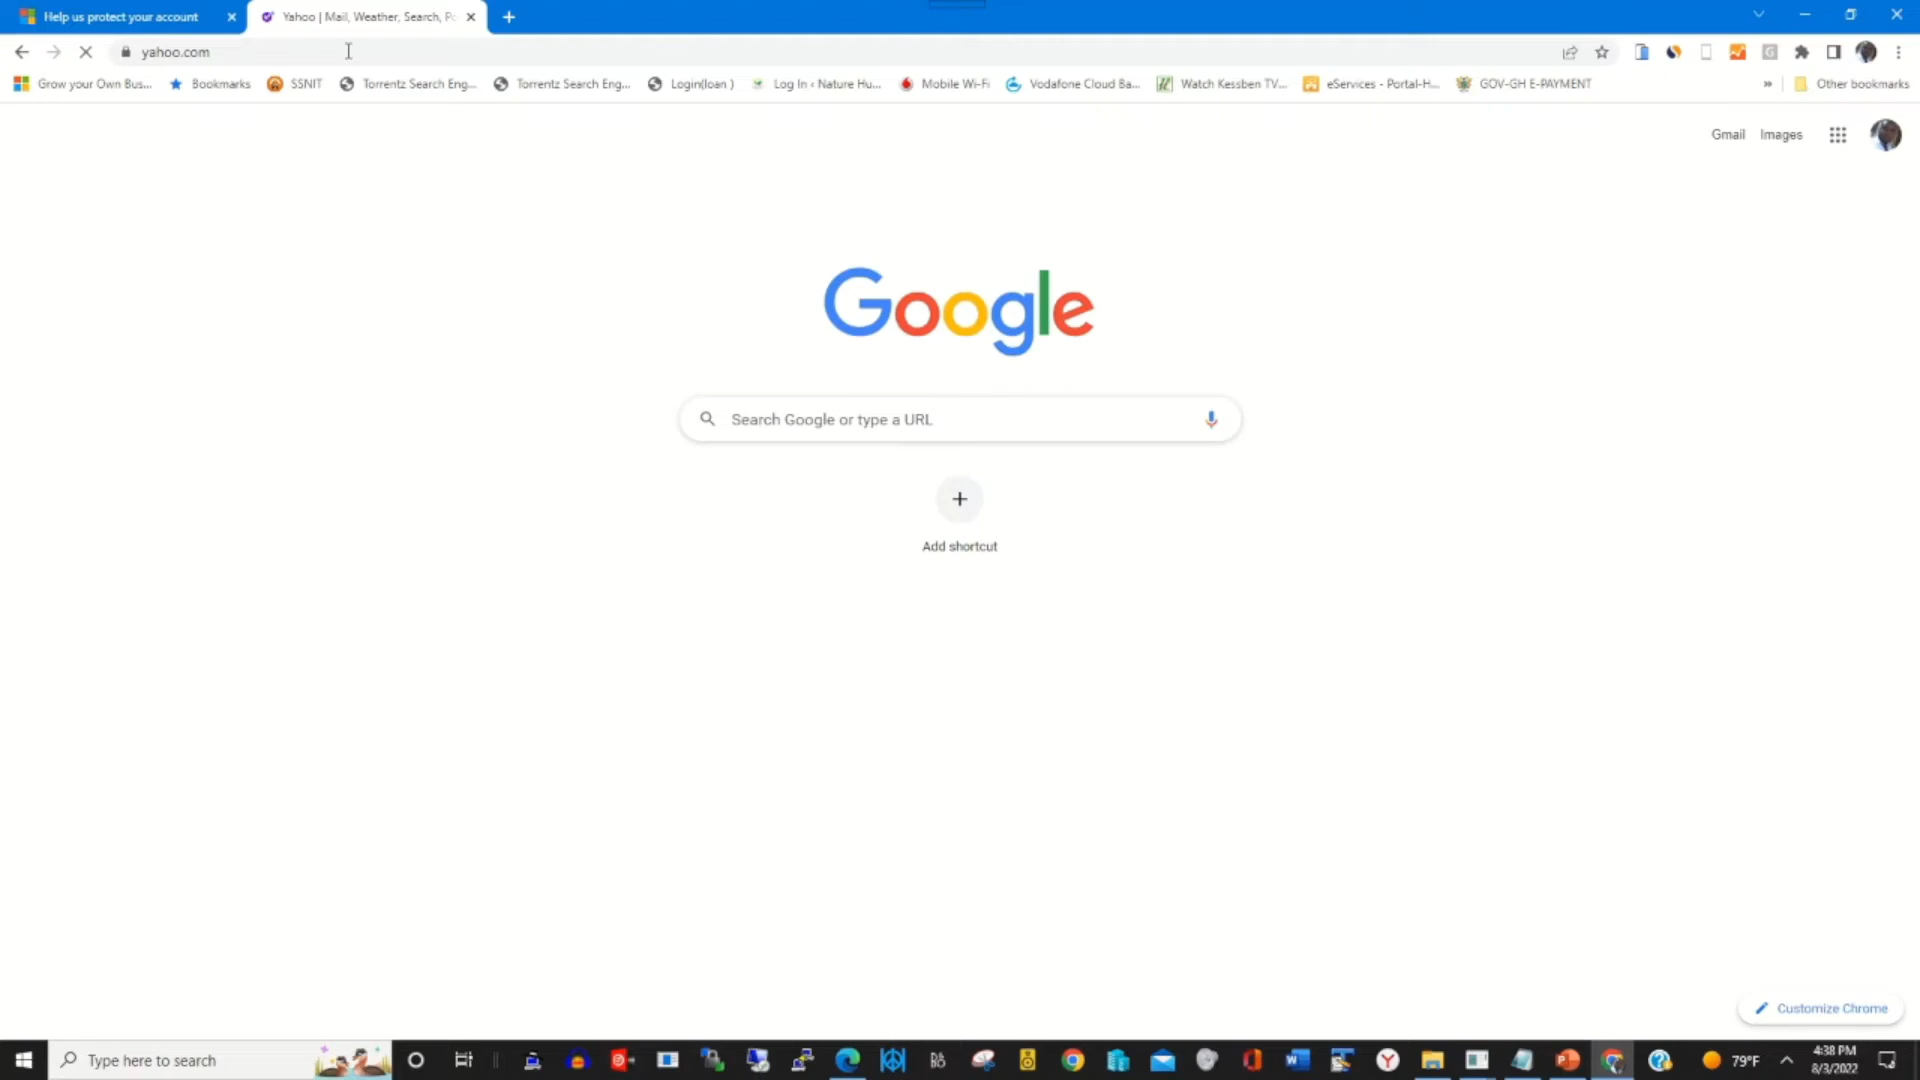 Help us protect your account
Yahoo | Mail, Weather, Search, Po
yahoo.com
Grow your Own Bus... Bookmarks SSNIT Torrentz Search Eng... Torrentz Search Eng... Login(loan ) Log In ‹ Nature Hu... Mobile Wi-Fi Vodafone Cloud Ba... Watch Kessben TV... eServices - Portal-H... GOV-GH E-PAYMENT » Other bookmarks
Gmail Images
Google
Search Google or type a URL
Add shortcut
Customize Chrome
Type here to search
79°F
4:38 PM
8/3/2022